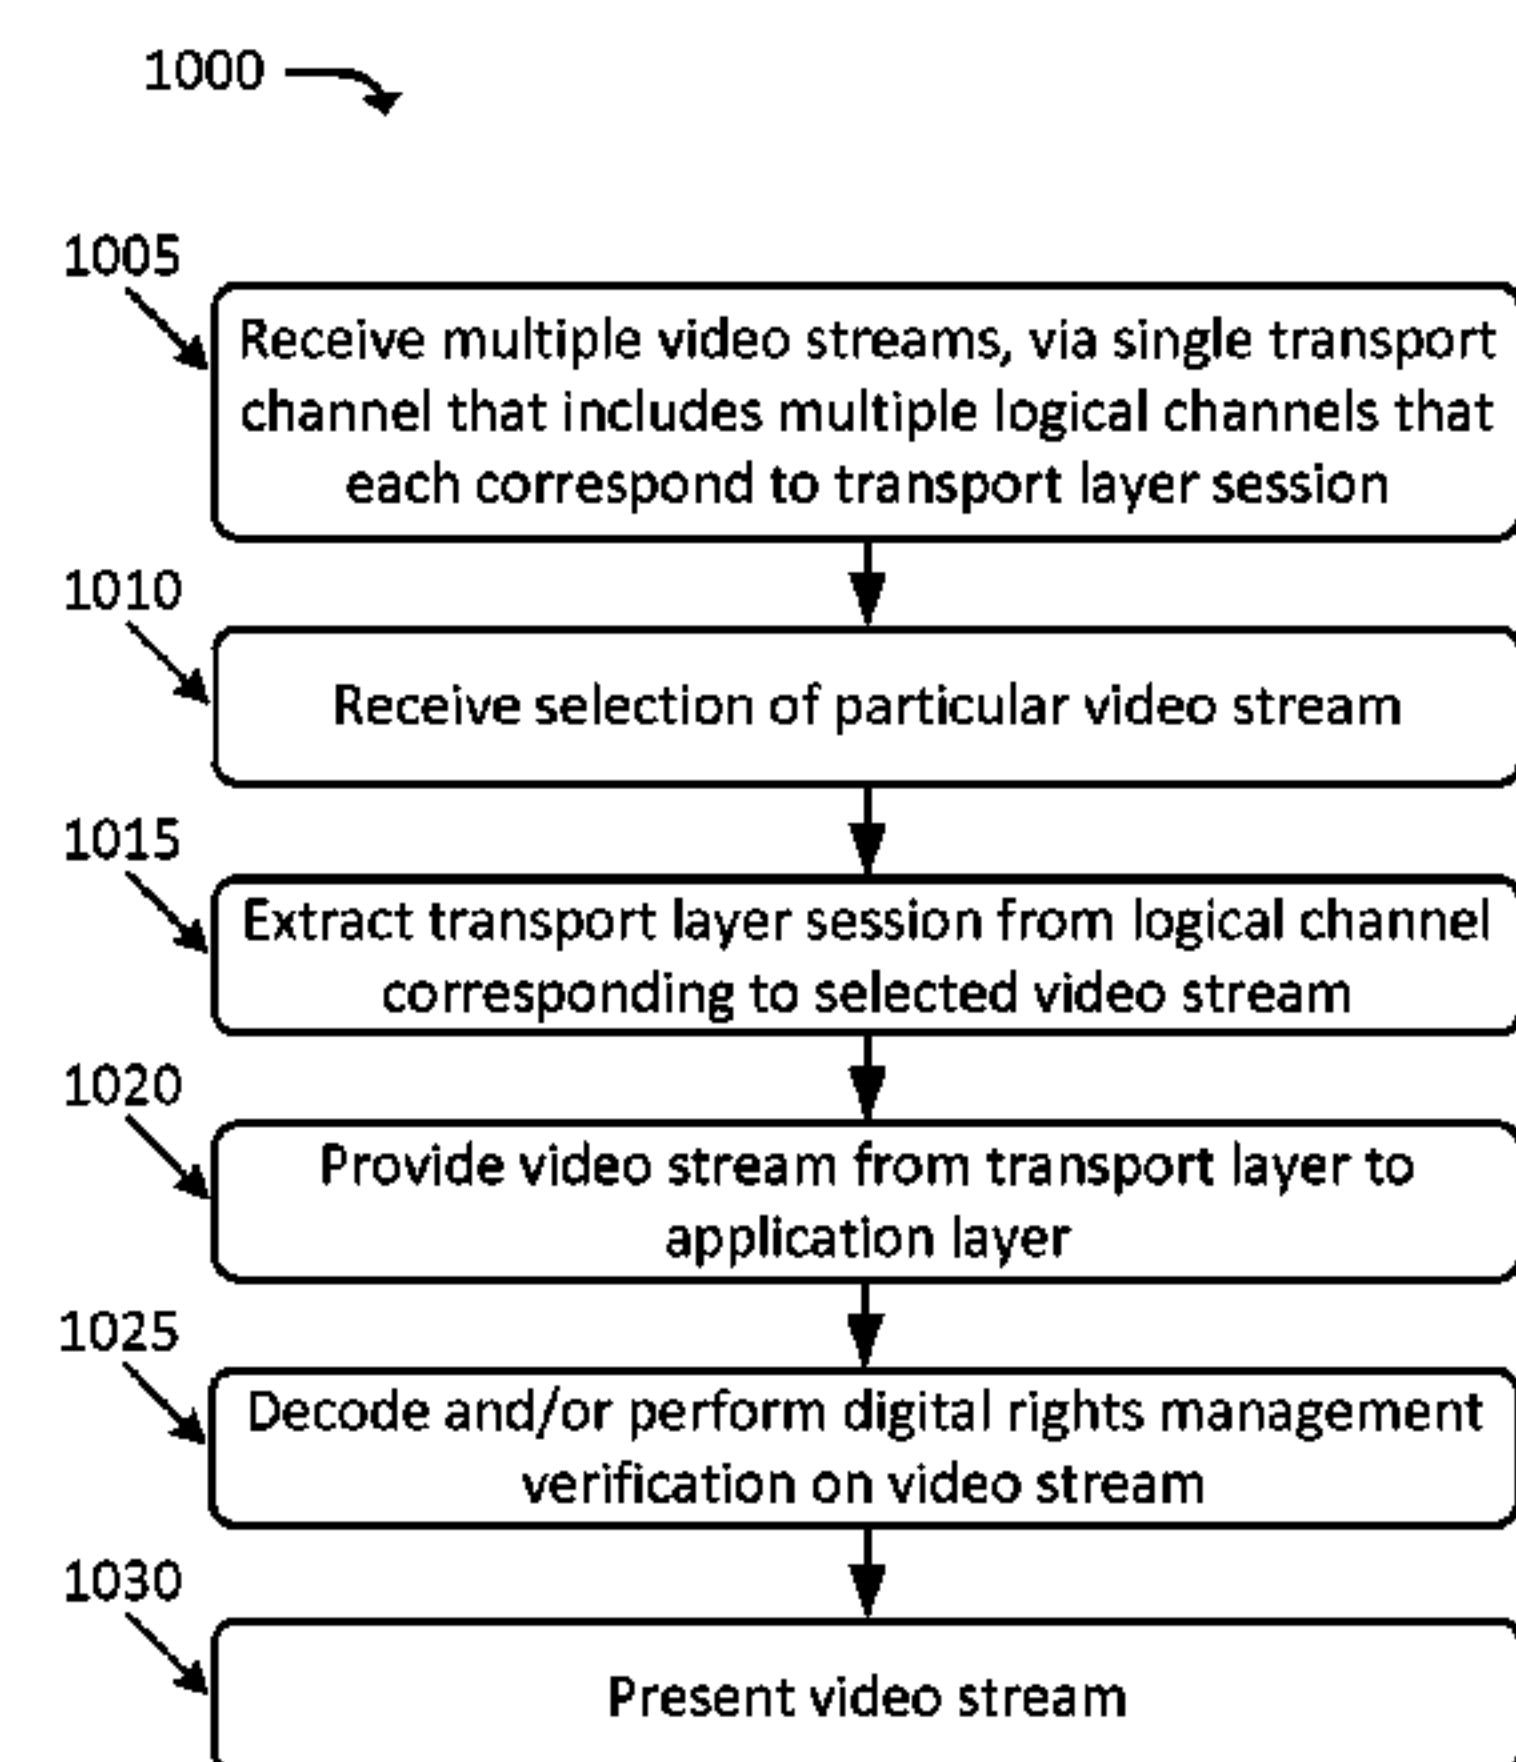 1000
1005
Receive multiple video streams, via single transport
channel that includes multiple logical channels that
each correspond to transport layer session
1010
Receive selection of particular video stream
1015
Extract transport layer session from logical channel
corresponding to selected video stream
1020
Provide video stream from transport layer to
application layer
1025
Decode and/or perform digital rights management
verification on video stream
1030
Present video stream